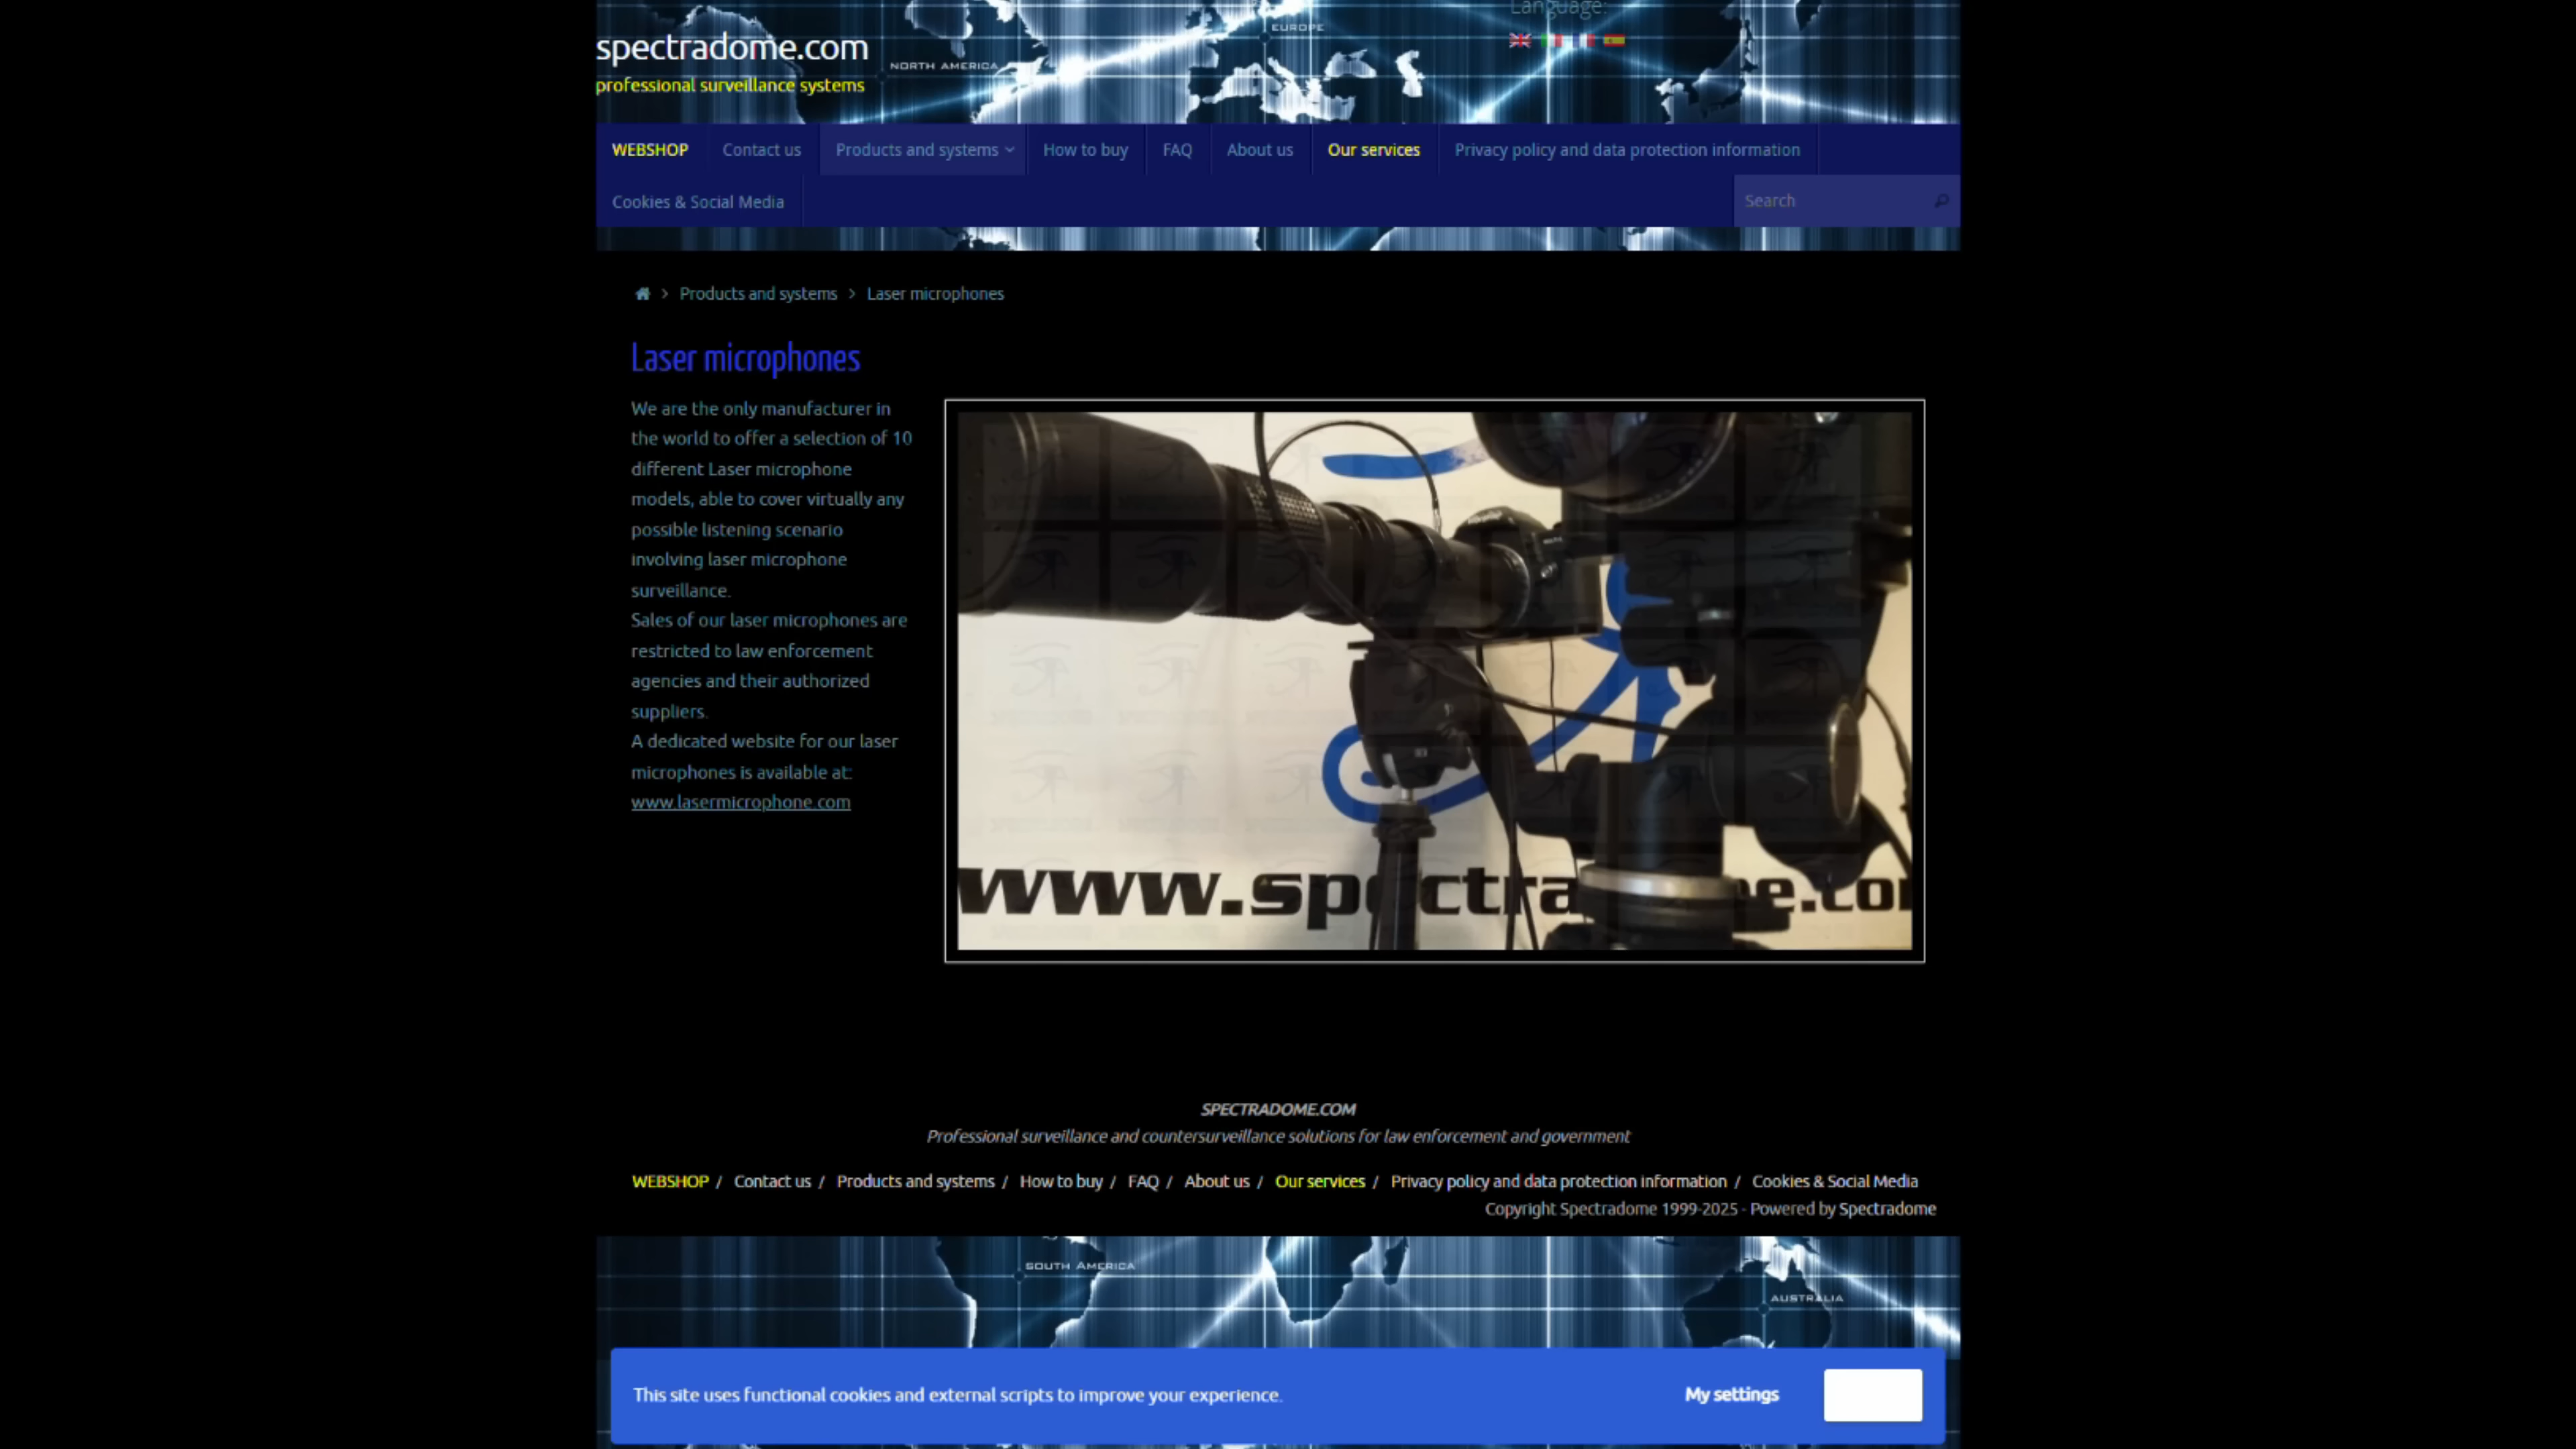 Language:
spectradome.com
professional surveillance systems
NORTH AMERICA
EUROPE
WEBSHOP Contact us Products and systems How to buy FAQ About us Our services Privacy policy and data protection information
Cookies & Social Media
Search
Products and systems Laser microphones
Laser microphones
We are the only manufacturer in
the world to offer a selection of 10
different Laser microphone
models, able to cover virtually any
possible listening scenario
involving laser microphone
surveillance.
Sales of our laser microphones are
restricted to law enforcement
agencies and their authorized
suppliers.
A dedicated website for our laser
microphones is available at:
www.lasermicrophone.com
SPECTRADOME.COM
Professional surveillance and countersurveillance solutions for law enforcement and government
WEBSHOP / Contact us / Products and systems / How to buy / FAQ / About us / Our services / Privacy policy and data protection information / Cookies & Social Media
Copyright Spectradome 1999-2025 - Powered by Spectradome
SOUTH AMERICA
AUSTRALIA
This site uses functional cookies and external scripts to improve your experience.
My settings